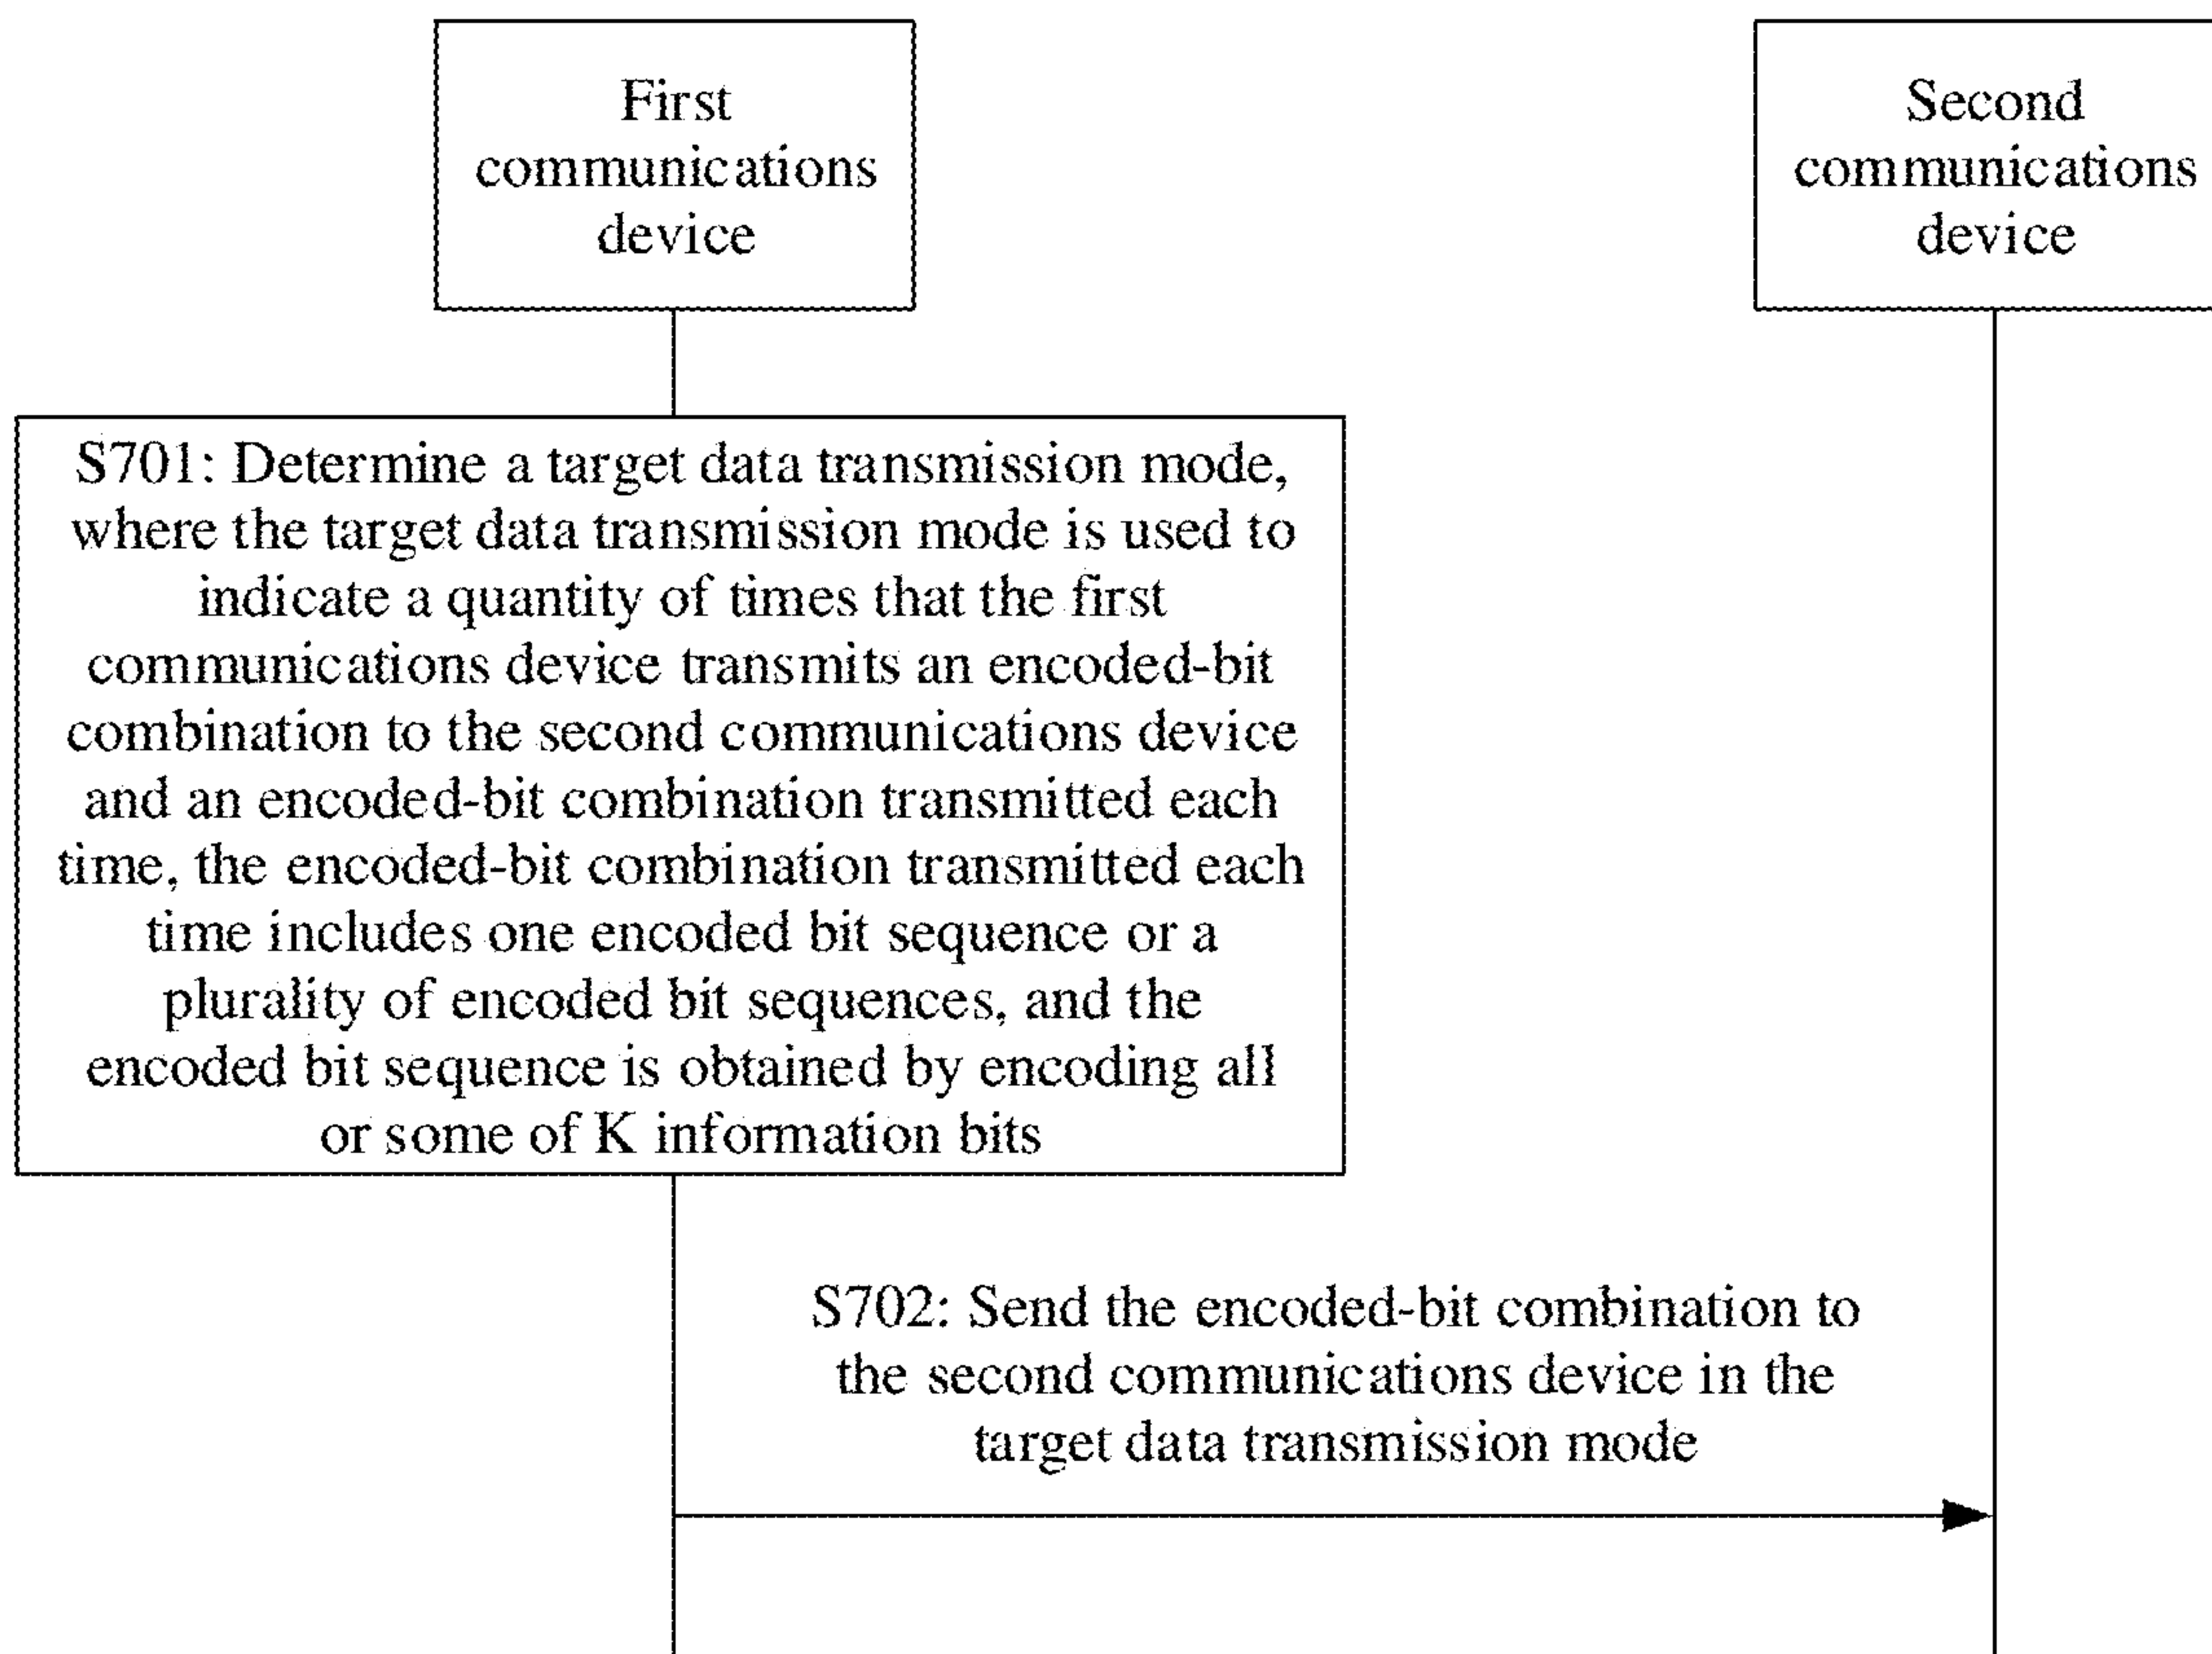 First
communications
device
Second
communications
device
S701: Determine a target data transmission mode,
where the target data transmission mode is used to
indicate a quantity of times that the first
communications device transmits an encoded-bit
combination to the second communications device
and an encoded-bit combination transmitted each
time, the encoded-bit combination transmitted each
time includes one encoded bit sequence or a
plurality of encoded bit sequences, and the
encoded bit sequence is obtained by encoding all
or some of K information bits
S702: Send the encoded-bit combination to
the second communications device in the
target data transmission mode